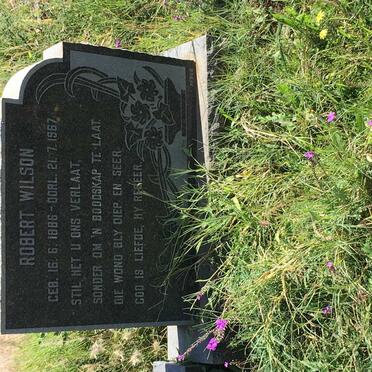 ROBERT WILSON
GEB. 16. 6. 1886 - OORL. 21. 7. 1967.
STIL HET U ONS VERLAAT,
SONDER OM 'N BOODSKAP TE LAAT.
DIE WOND BLY DIEP EN SEER.
GOD IS LIEFDE, HY REGEER.